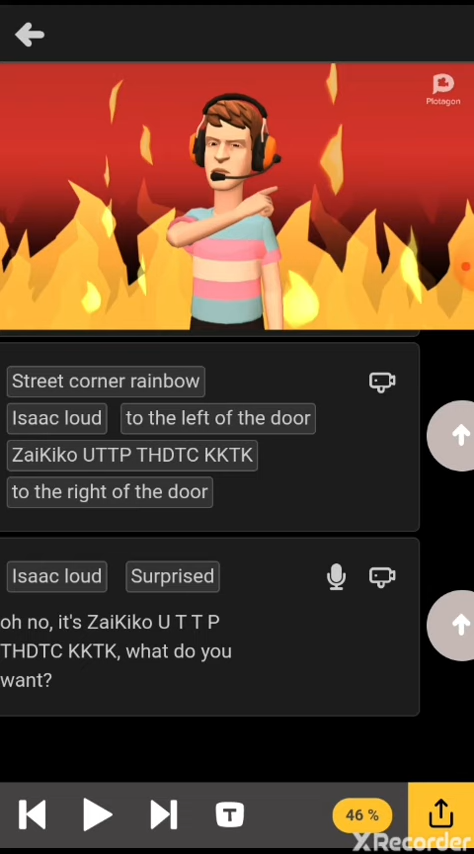 Plotagon
Street corner rainbow
Isaac loud to the left of the door
ZaiKiko UTTP THDTC KKTK
to the right of the door
Isaac loud Surprised
oh no, it's ZaiKiko U T T P
THDTC KKTK, what do you
want?
T
46 %
XRecorder